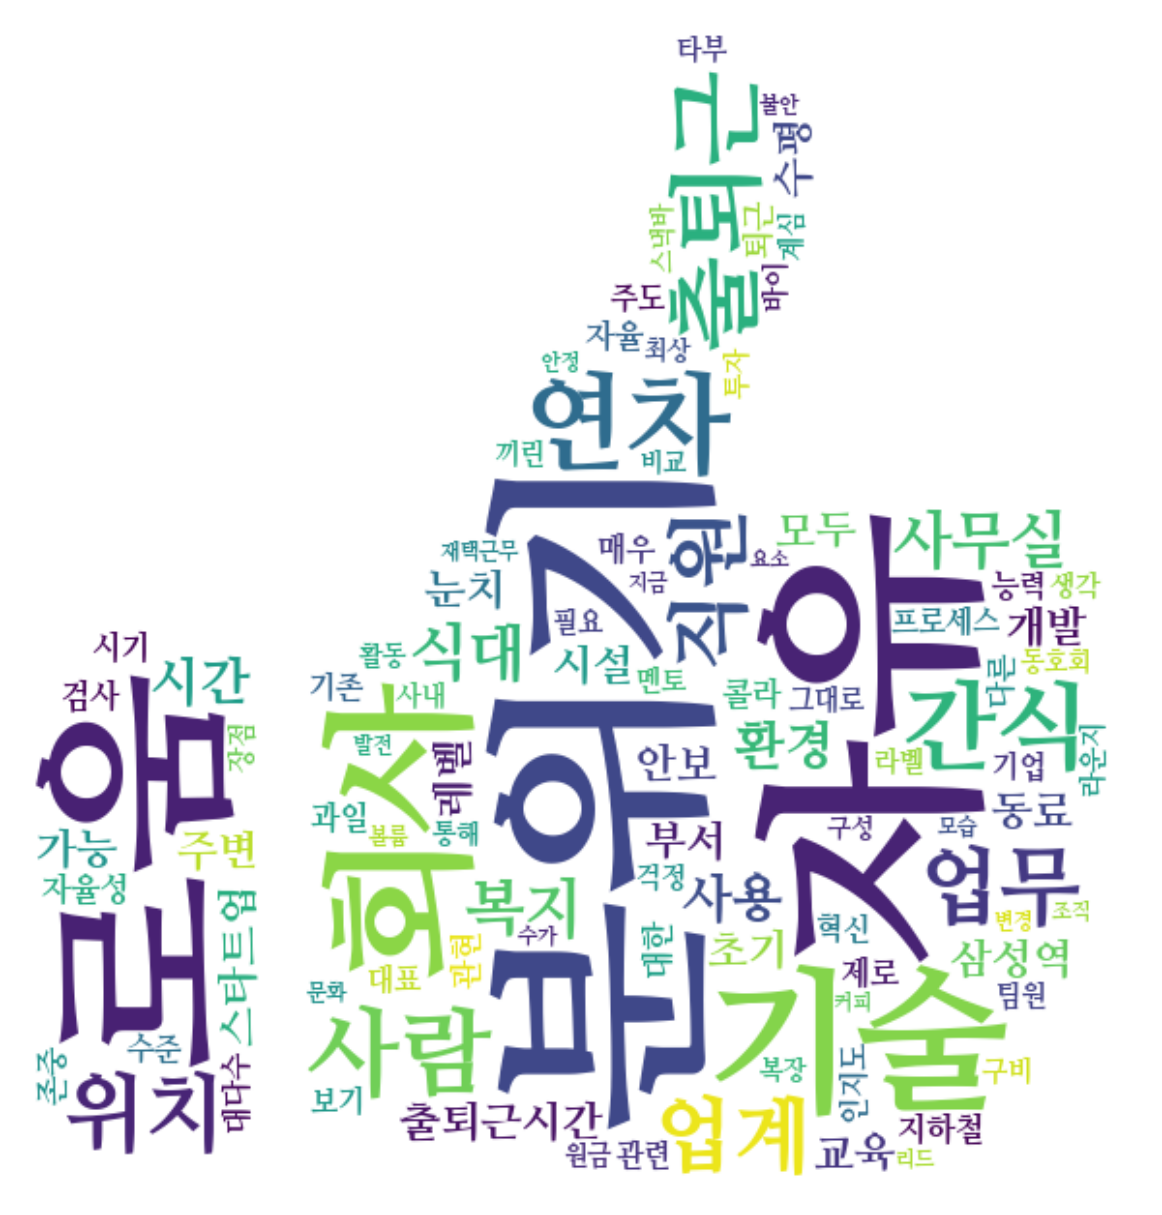 타부
불안
출퇴근
수평
스낵바
퇴근
계심
바이
주도
자율
최상
안정
투자
연차
끼린
비교
분위기
직원
모두
자유
사무실
재택근무
매우
요소
지금
눈치
능력
생각
필요
프로세스
개발
시기
시간
활동
식대
시설
다른
동호회
검사
기존
사내
멘토
콜라
그대로
간식
로움
장점
회사
발전
레벨
안보
환경
라벨
기업
라운지
과일
볼륨
통해
부서
구성
모습
동료
가능
주변
걱정
업무
자율성
복지
사용
스타트업
수가
관현
대한
초기
혁신
변경
조직
대표
제로
삼성역
문화
기술
커피
팀원
존중
수준
사람
위치
대다수
보기
출퇴근시간
업계
복장
인지도
구비
지하철
원금
관련
교육
리드